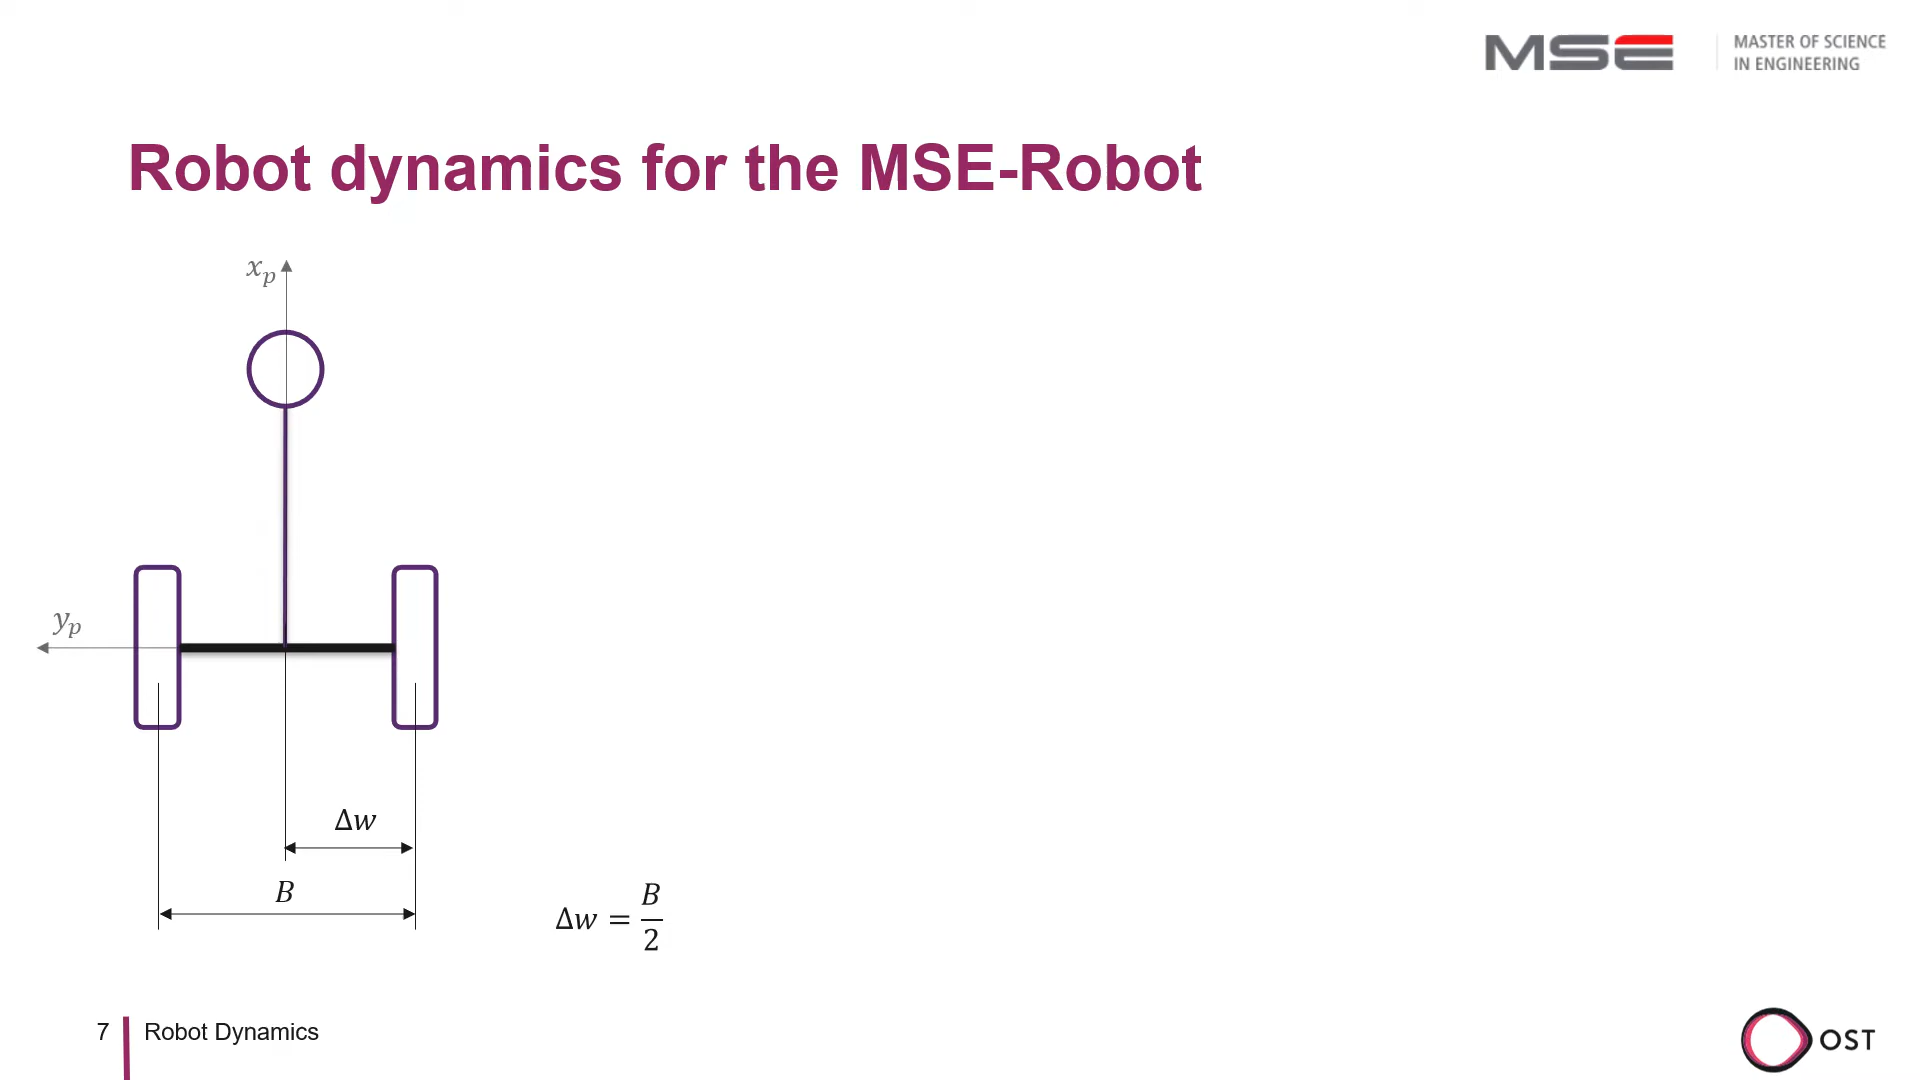 MSE MASTER OF SCIENCE
IN ENGINEERING
Robot dynamics for the MSE-Robot
x_p
y_p
Δw
B
Δw = B/2
7 Robot Dynamics
OST